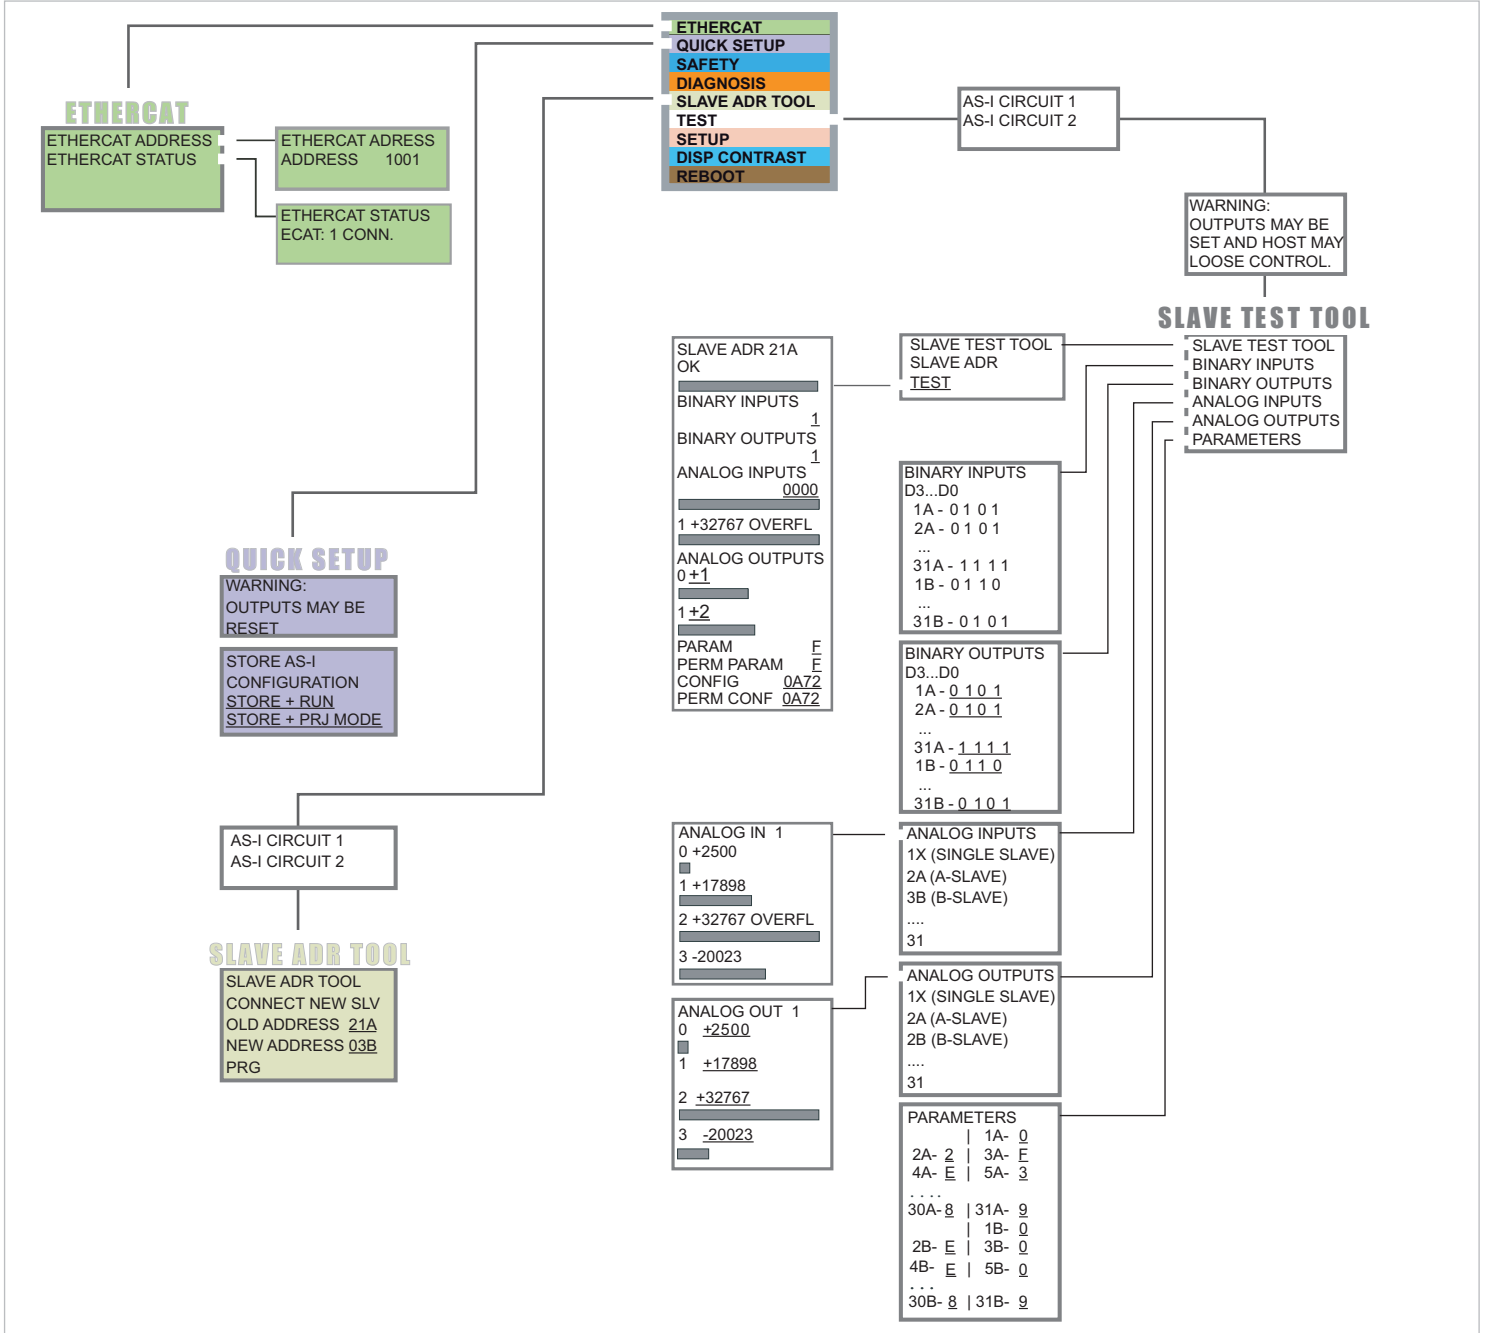 ETHERCAT
QUICK SETUP
SAFETY
DIAGNOSIS
SLAVE ADR TOOL
TEST
SETUP
DISP CONTRAST
REBOOT
ETHERCAT
ETHERCAT ADDRESS
ETHERCAT STATUS
ETHERCAT ADRESS
ADDRESS 1001
ETHERCAT STATUS
ECAT: 1 CONN.
AS-I CIRCUIT 1
AS-I CIRCUIT 2
WARNING:
OUTPUTS MAY BE
SET AND HOST MAY
LOOSE CONTROL.
SLAVE TEST TOOL
SLAVE TEST TOOL
BINARY INPUTS
BINARY OUTPUTS
ANALOG INPUTS
ANALOG OUTPUTS
PARAMETERS
SLAVE TEST TOOL
SLAVE ADR
TEST
SLAVE ADR 21A
OK
BINARY INPUTS
1
BINARY OUTPUTS
1
ANALOG INPUTS
0000
1 +32767 OVERFL
ANALOG OUTPUTS
0 +1
1 +2
PARAM F
PERM PARAM F
CONFIG 0A72
PERM CONF 0A72
BINARY INPUTS
D3...D0
1A - 0 1 0 1
2A - 0 1 0 1
...
31A - 1 1 1 1
1B - 0 1 1 0
...
31B - 0 1 0 1
BINARY OUTPUTS
D3...D0
1A - 0 1 0 1
2A - 0 1 0 1
...
31A - 1 1 1 1
1B - 0 1 1 0
...
31B - 0 1 0 1
QUICK SETUP
WARNING:
OUTPUTS MAY BE
RESET
STORE AS-I
CONFIGURATION
STORE + RUN
STORE + PRJ MODE
AS-I CIRCUIT 1
AS-I CIRCUIT 2
SLAVE ADR TOOL
SLAVE ADR TOOL
CONNECT NEW SLV
OLD ADDRESS 21A
NEW ADDRESS 03B
PRG
ANALOG IN 1
0 +2500
1 +17898
2 +32767 OVERFL
3 -20023
ANALOG INPUTS
1X (SINGLE SLAVE)
2A (A-SLAVE)
3B (B-SLAVE)
....
31
ANALOG OUT 1
0 +2500
1 +17898
2 +32767
3 -20023
ANALOG OUTPUTS
1X (SINGLE SLAVE)
2A (A-SLAVE)
2B (B-SLAVE)
....
31
PARAMETERS
| 1A- 0
2A- 2 | 3A- F
4A- E | 5A- 3
. . . .
30A- 8 | 31A- 9
| 1B- 0
2B- E | 3B- 0
4B- E | 5B- 0
. . .
30B- 8 | 31B- 9